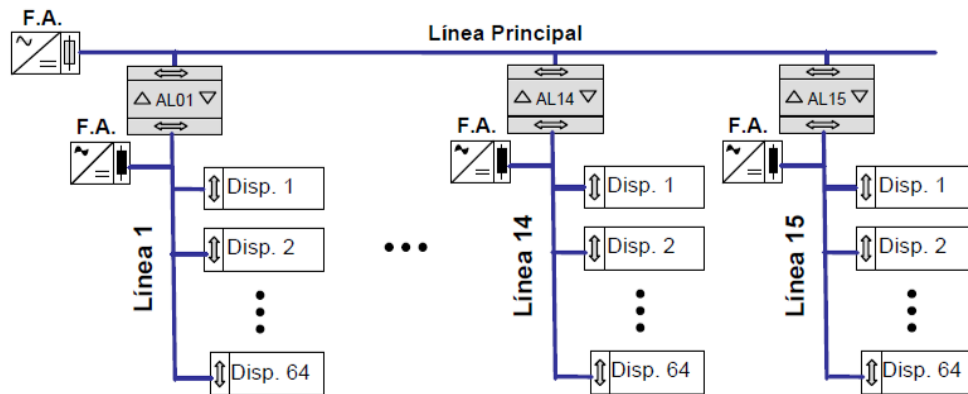 F.A.
Línea Principal
AL01
AL14
AL15
F.A.
F.A.
F.A.
Disp. 1
Disp. 1
Disp. 1
Disp. 2
Disp. 2
Disp. 2
Disp. 64
Disp. 64
Disp. 64
Línea 1
Línea 14
Línea 15